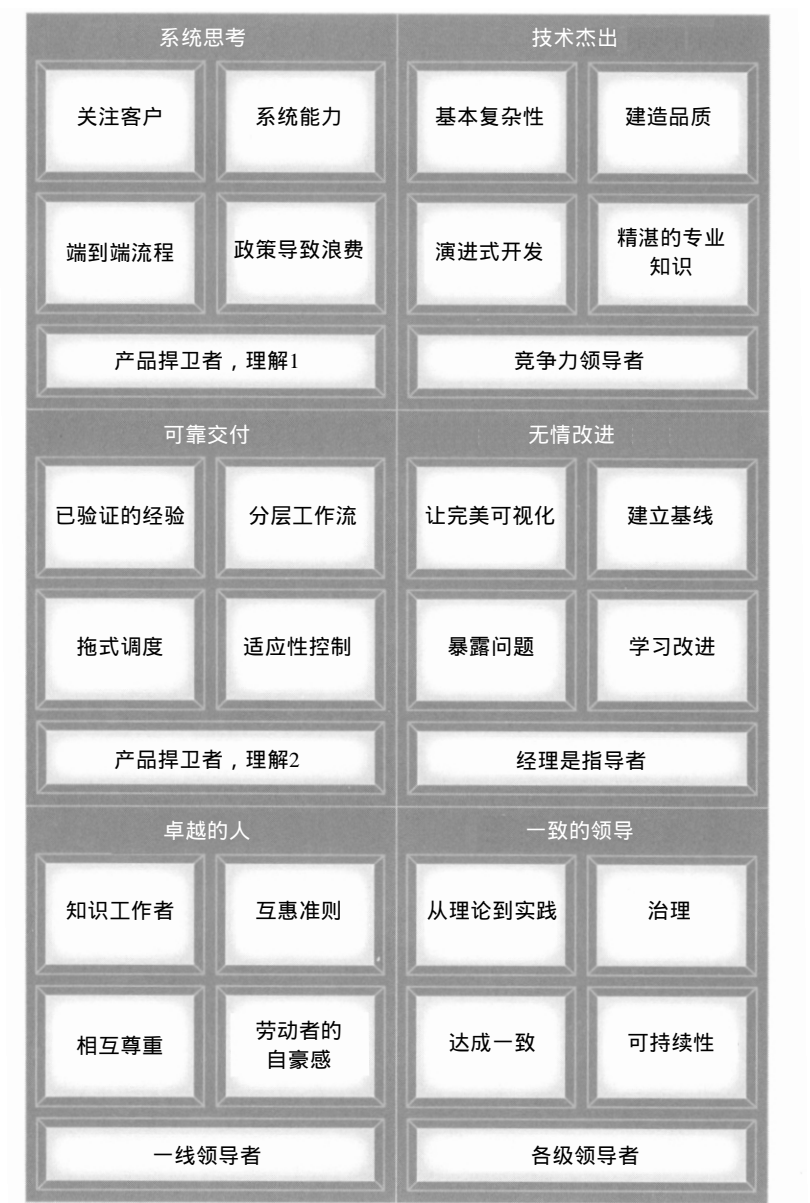 系统思考
关注客户
系统能力
端到端流程
政策导致浪费
产品捍卫者，理解1
技术杰出
基本复杂性
建造品质
演进式开发
精湛的专业
知识
竞争力领导者
可靠交付
已验证的经验
分层工作流
拖式调度
适应性控制
产品捍卫者，理解2
无情改进
让完美可视化
建立基线
暴露问题
学习改进
经理是指导者
卓越的人
知识工作者
互惠准则
相互尊重
劳动者的
自豪感
一线领导者
一致的领导
从理论到实践
治理
达成一致
可持续性
各级领导者